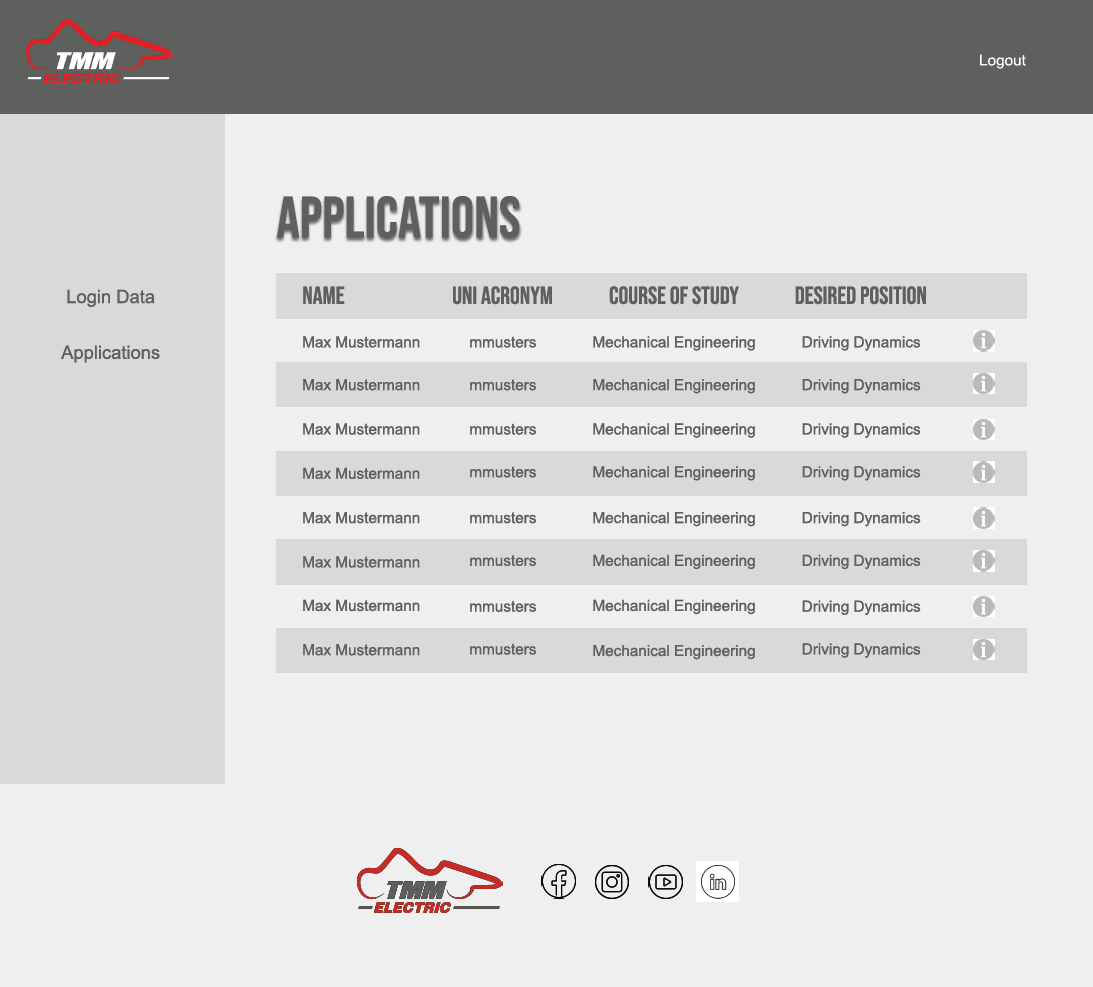 TMM
ELECTRIC
Logout
Login Data
Applications
APPLICATIONS
NAME UNI ACRONYM COURSE OF STUDY DESIRED POSITION
Max Mustermann mmusters Mechanical Engineering Driving Dynamics i
Max Mustermann mmusters Mechanical Engineering Driving Dynamics i
Max Mustermann mmusters Mechanical Engineering Driving Dynamics i
Max Mustermann mmusters Mechanical Engineering Driving Dynamics i
Max Mustermann mmusters Mechanical Engineering Driving Dynamics i
Max Mustermann mmusters Mechanical Engineering Driving Dynamics i
Max Mustermann mmusters Mechanical Engineering Driving Dynamics i
Max Mustermann mmusters Mechanical Engineering Driving Dynamics i
TMM
ELECTRIC
f in